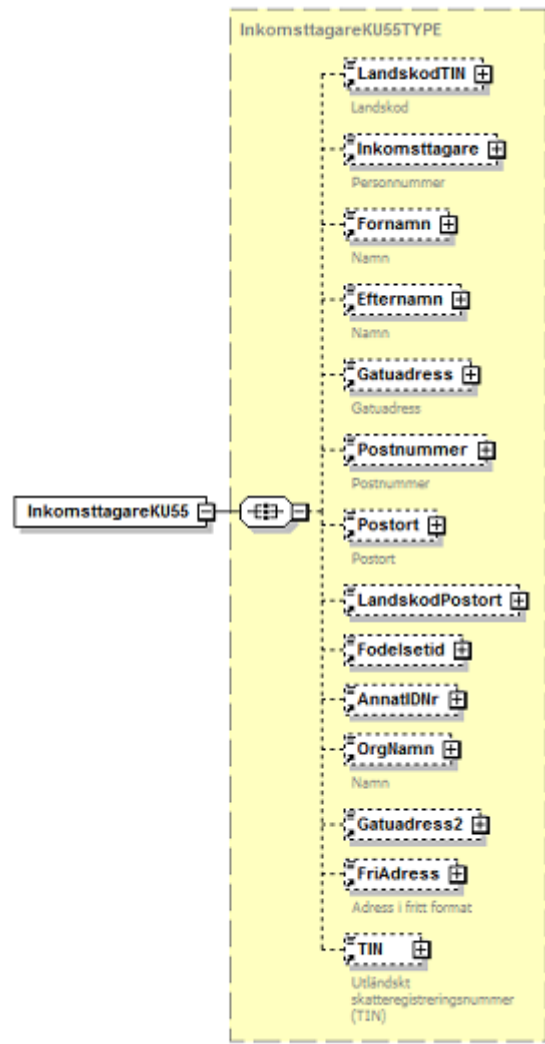 InkomsttagareKU55TYPE
LandskodTIN
Landskod
Inkomsttagare
Personnummer
Fornamn
Namn
Efternamn
Namn
Gatuadress
Gatuadress
Postnummer
Postnummer
InkomsttagareKU55
Postort
Postort
LandskodPostort
Fodelsetid
AnnatIDNr
OrgNamn
Namn
Gatuadress2
FriAdress
Adress i fritt format
TIN
Utländskt
skatteregistreringsnummer
(TIN)